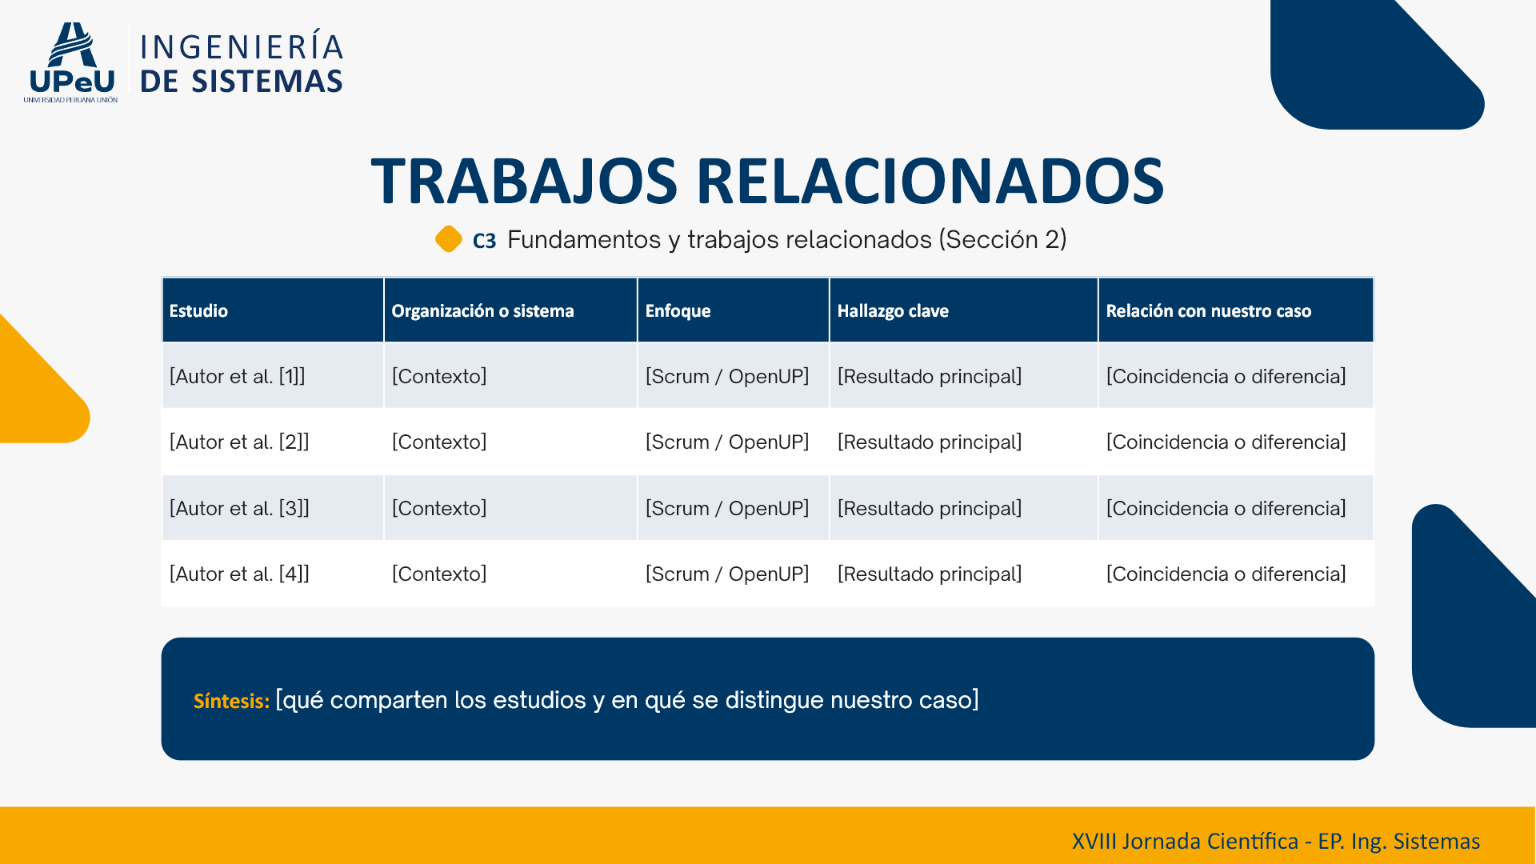 UPeU
UNIVERSIDAD PERUANA UNIÓN
INGENIERÍA
DE SISTEMAS
TRABAJOS RELACIONADOS
C3 Fundamentos y trabajos relacionados (Sección 2)
Estudio Organización o sistema Enfoque Hallazgo clave Relación con nuestro caso
[Autor et al. [1]] [Contexto] [Scrum / OpenUP] [Resultado principal] [Coincidencia o diferencia]
[Autor et al. [2]] [Contexto] [Scrum / OpenUP] [Resultado principal] [Coincidencia o diferencia]
[Autor et al. [3]] [Contexto] [Scrum / OpenUP] [Resultado principal] [Coincidencia o diferencia]
[Autor et al. [4]] [Contexto] [Scrum / OpenUP] [Resultado principal] [Coincidencia o diferencia]
Síntesis: [qué comparten los estudios y en qué se distingue nuestro caso]
XVIII Jornada Científica - EP. Ing. Sistemas